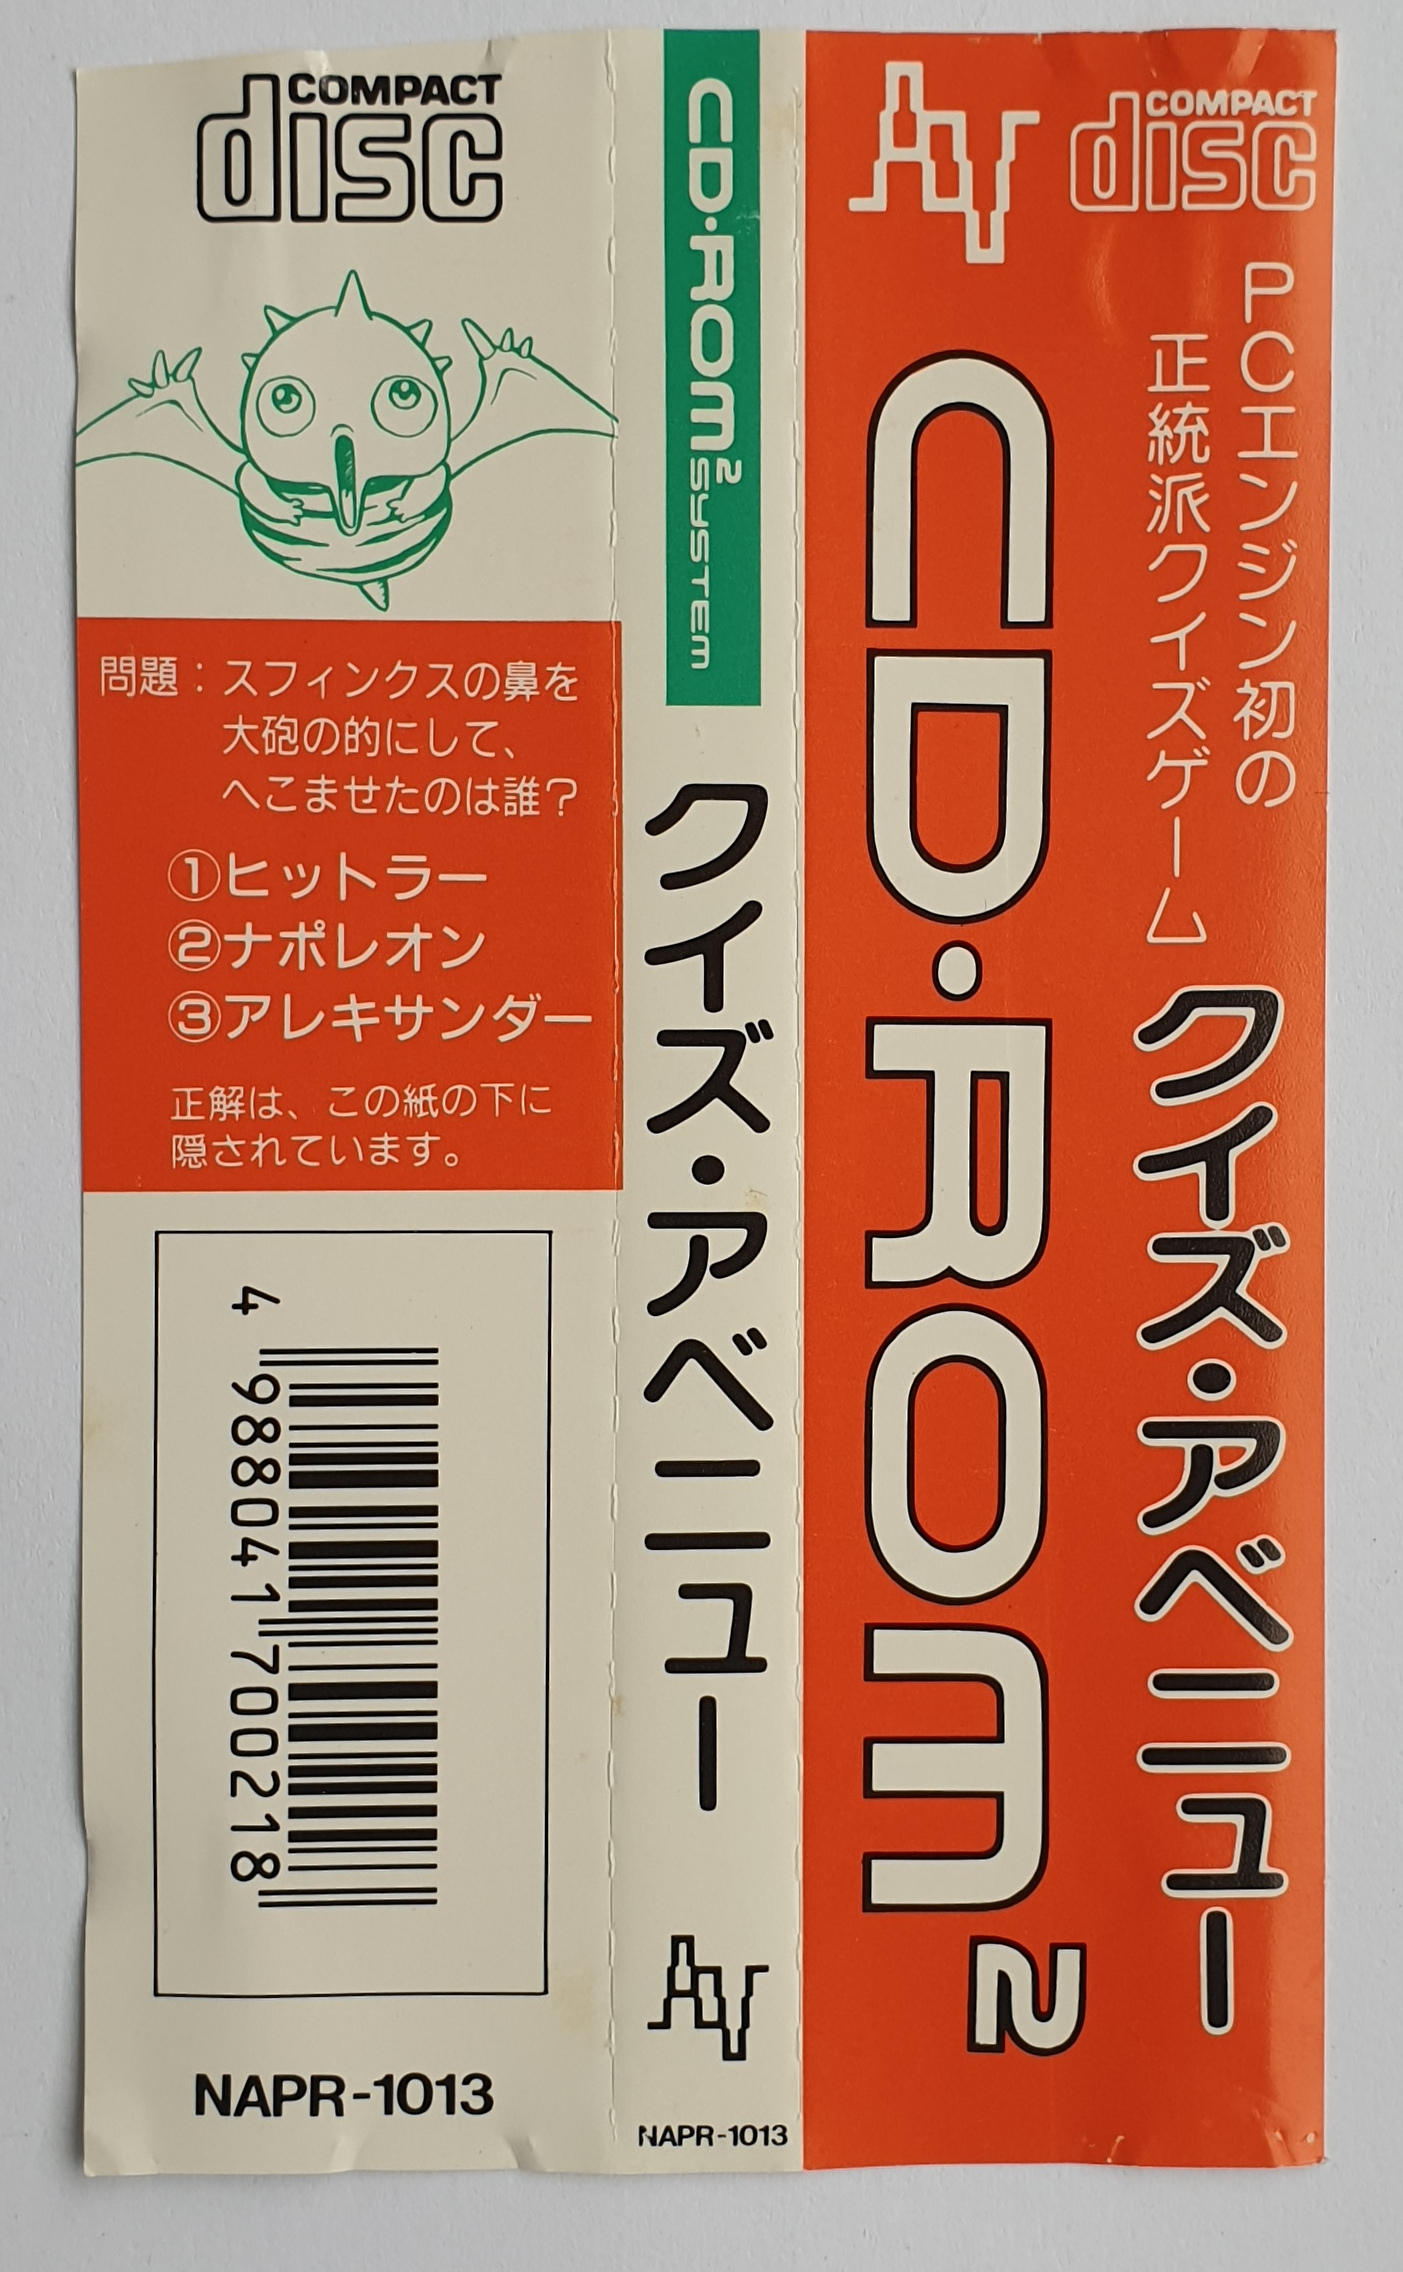 COMPACT
disc
問題：スフィンクスの鼻を
大砲の的にして、
へこませたのは誰？
①ヒットラー
②ナポレオン
③アレキサンダー
正解は、この紙の下に
隠されています。
4 988041 700218
NAPR-1013
CD・ROM2 SYSTEM
クイズ・アベニュー
AV
NAPR-1013
AV
COMPACT
disc
PCエンジン初の
正統派クイズゲーム
クイズ・アベニュー
CD・ROM2